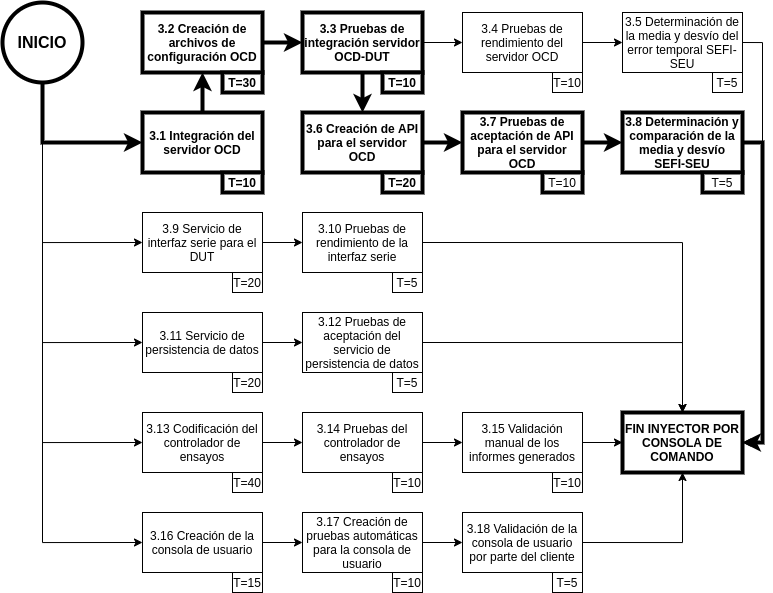 INICIO
3.2 Creación de
archivos de
configuración OCD
T=30
3.3 Pruebas de
integración servidor
OCD-DUT
T=10
3.4 Pruebas de
rendimiento del
servidor OCD
T=10
3.5 Determinación de
la media y desvío del
error temporal SEFI-
SEU
T=5
3.1 Integración del
servidor OCD
T=10
3.6 Creación de API
para el servidor
OCD
T=20
3.7 Pruebas de
aceptación de API
para el servidor
OCD
T=10
3.8 Determinación y
comparación de la
media y desvío
SEFI-SEU
T=5
3.9 Servicio de
interfaz serie para el
DUT
T=20
3.10 Pruebas de
rendimiento de la
interfaz serie
T=5
3.11 Servicio de
persistencia de datos
T=20
3.12 Pruebas de
aceptación del
servicio de
persistencia de datos
T=5
3.13 Codificación del
controlador de
ensayos
T=40
3.14 Pruebas del
controlador de
ensayos
T=10
3.15 Validación
manual de los
informes generados
T=10
FIN INYECTOR POR
CONSOLA DE
COMANDO
3.16 Creación de la
consola de usuario
T=15
3.17 Creación de
pruebas automáticas
para la consola de
usuario
T=10
3.18 Validación de la
consola de usuario
por parte del cliente
T=5